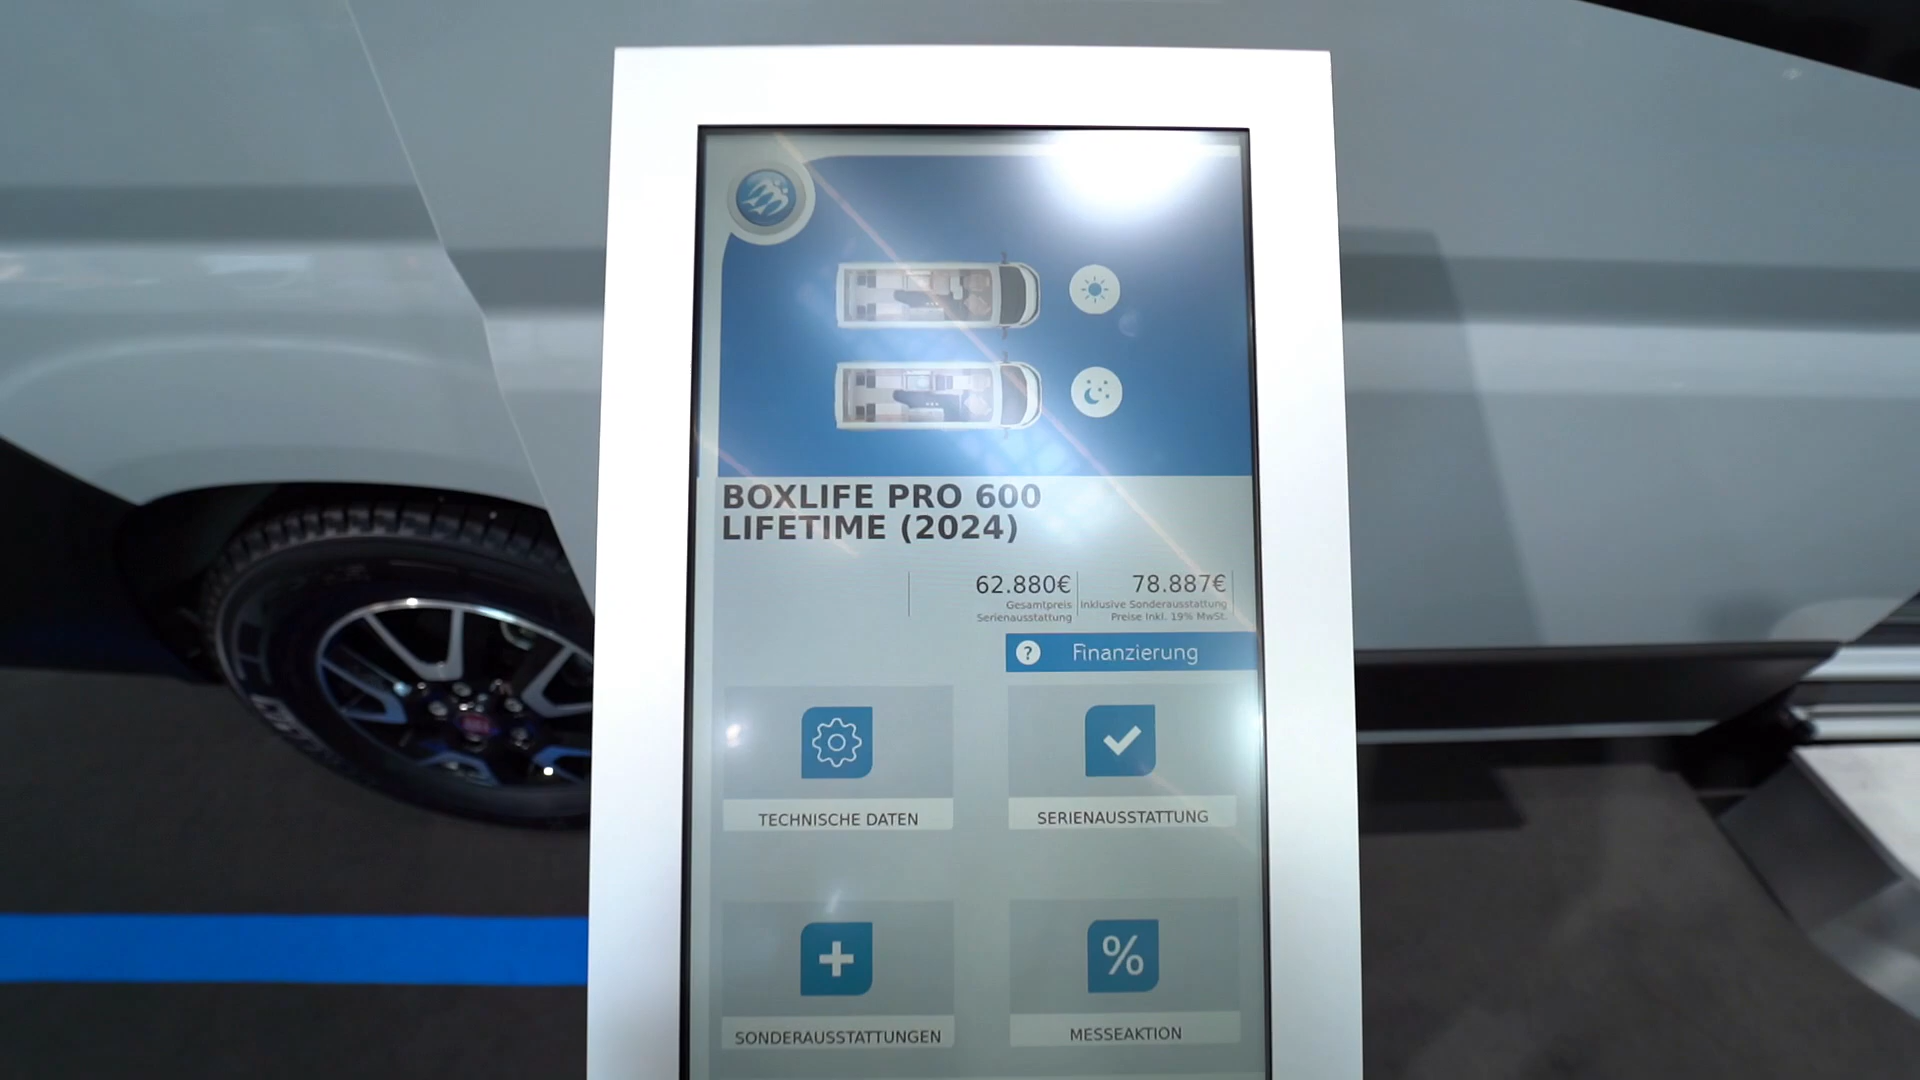 BOXLIFE PRO 600
LIFETIME (2024)
62.880€
Gesamtpreis
Serienausstattung
78.887€
Inklusive Sonderausstattung
Preise Inkl. 19% MwSt.
? Finanzierung
TECHNISCHE DATEN
SERIENAUSSTATTUNG
SONDERAUSSTATTUNGEN
%
MESSEAKTION